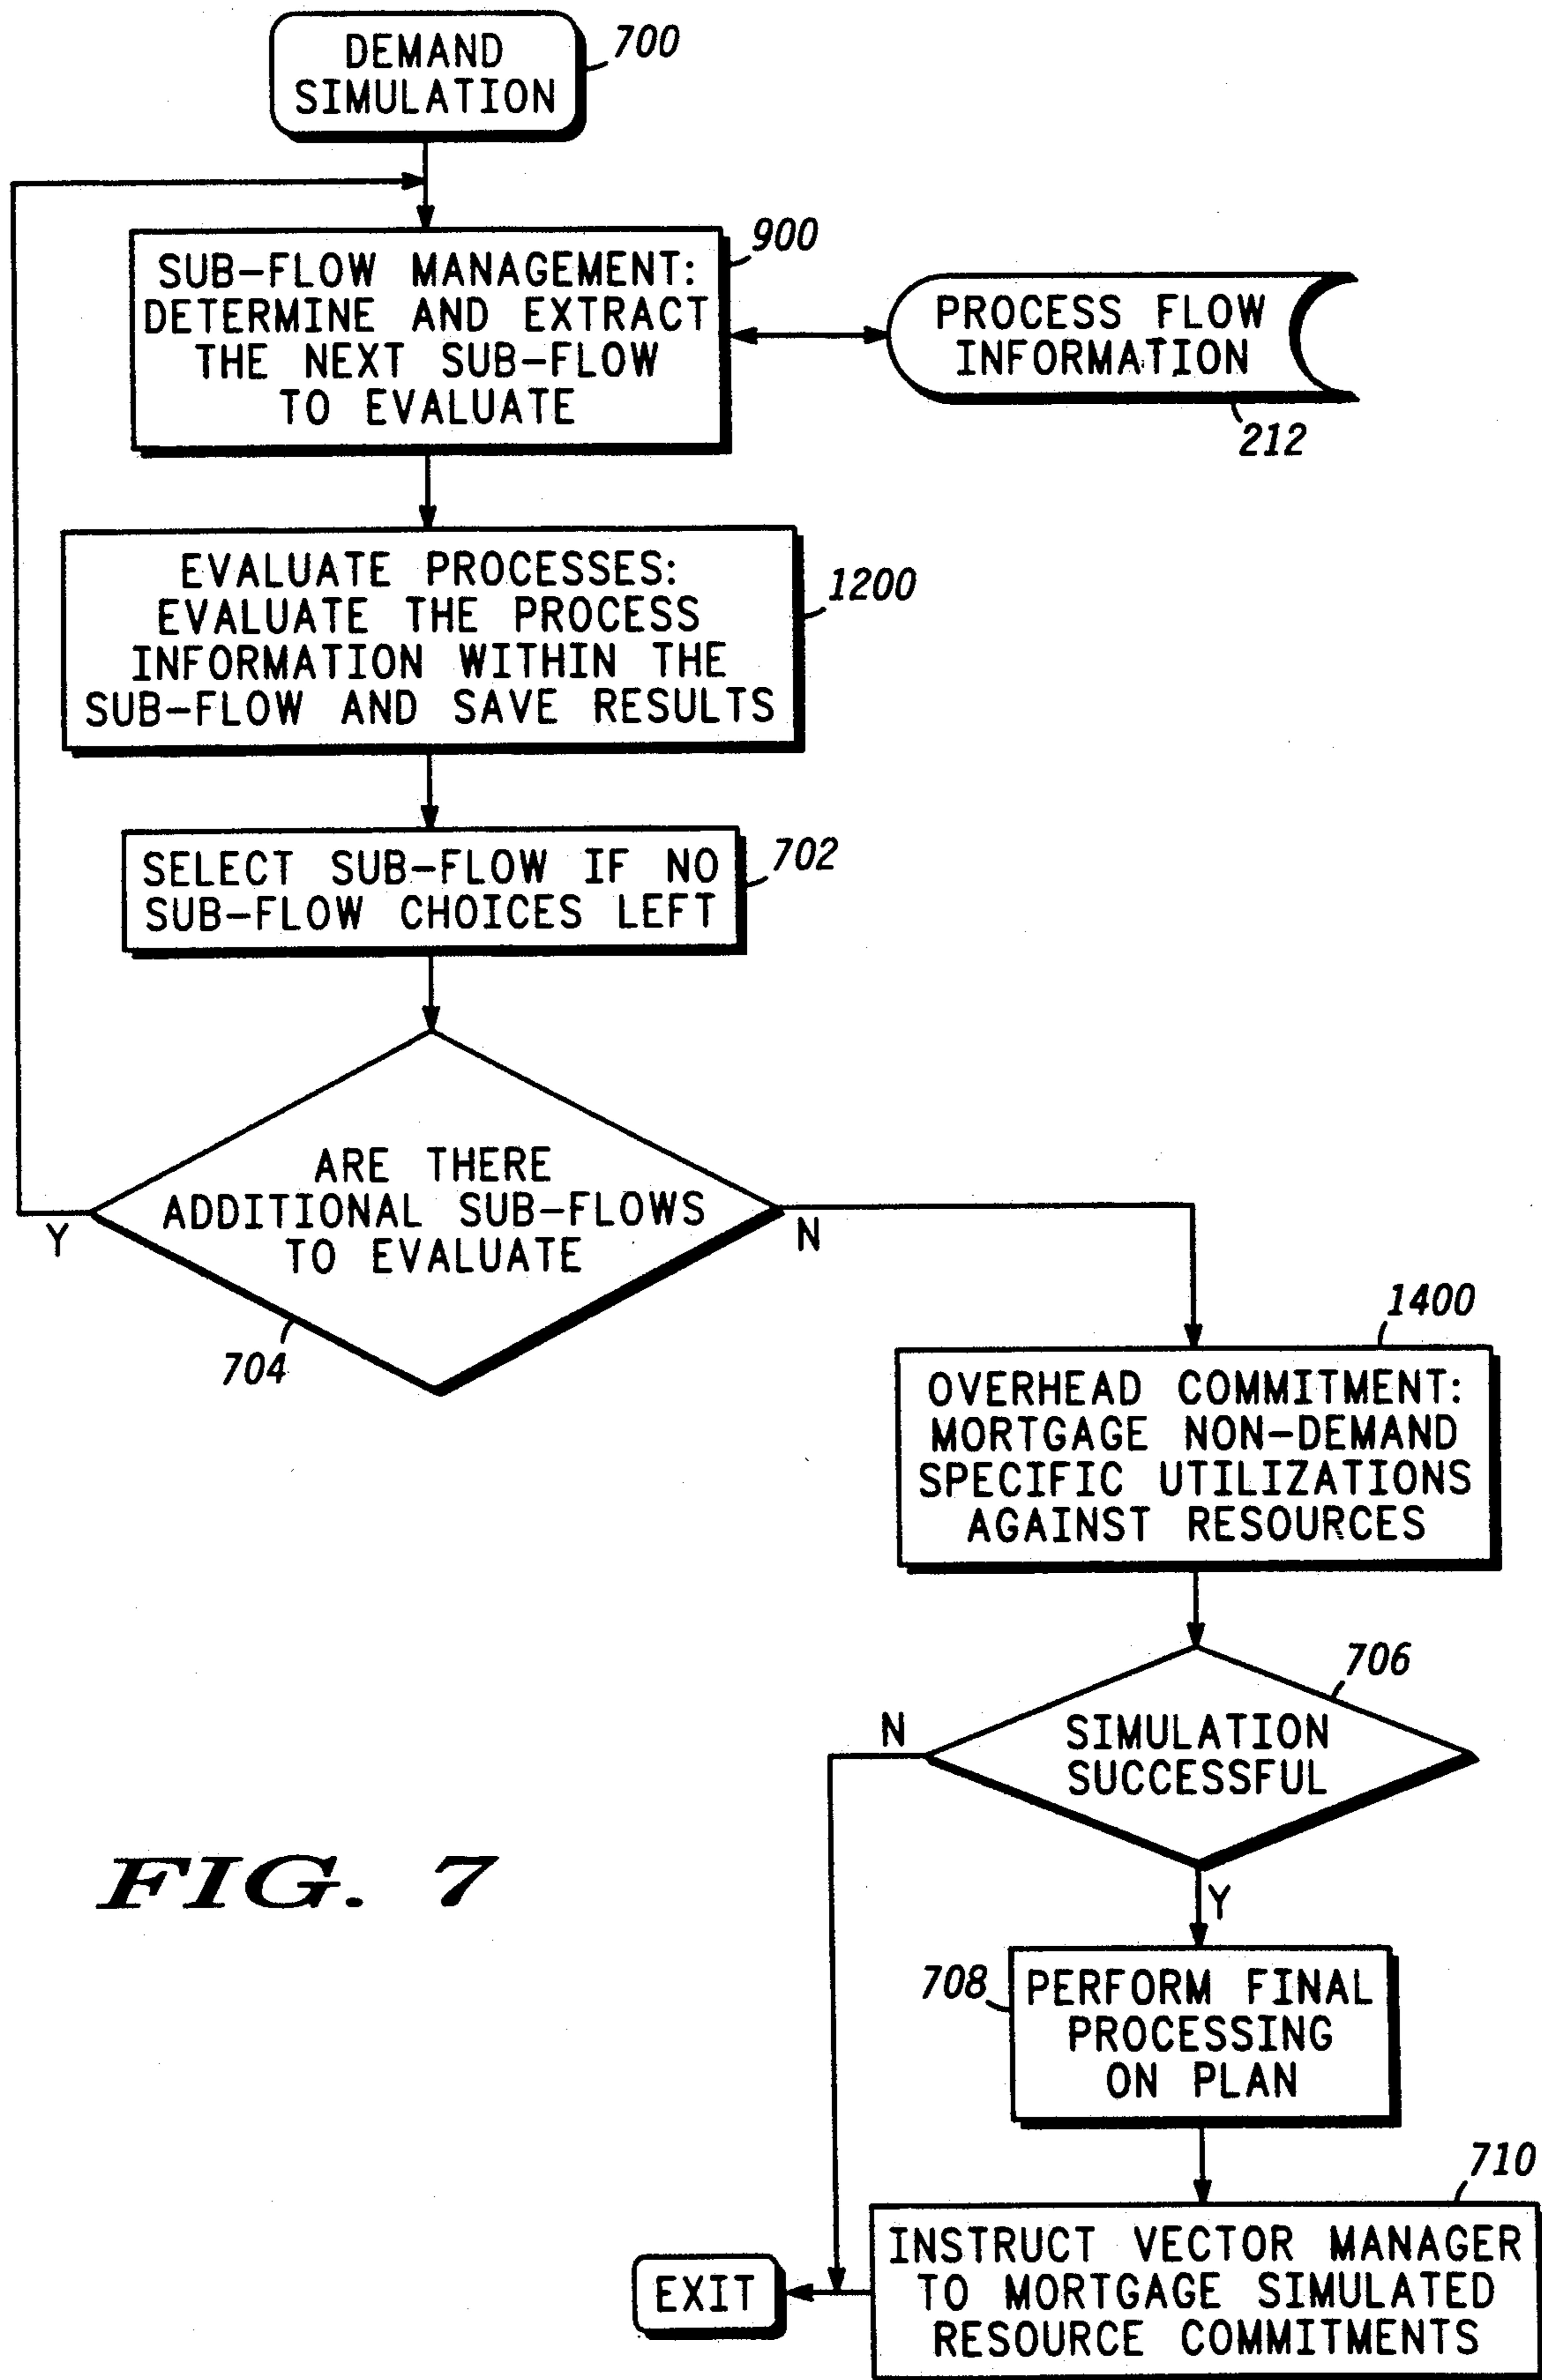 DEMAND
SIMULATION
700
900
SUB-FLOW MANAGEMENT:
DETERMINE AND EXTRACT
THE NEXT SUB-FLOW
TO EVALUATE
PROCESS FLOW
INFORMATION
212
EVALUATE PROCESSES:
EVALUATE THE PROCESS
INFORMATION WITHIN THE
SUB-FLOW AND SAVE RESULTS
1200
SELECT SUB-FLOW IF NO
SUB-FLOW CHOICES LEFT
702
ARE THERE
ADDITIONAL SUB-FLOWS
TO EVALUATE
Y
N
704
1400
OVERHEAD COMMITMENT:
MORTGAGE NON-DEMAND
SPECIFIC UTILIZATIONS
AGAINST RESOURCES
706
SIMULATION
SUCCESSFUL
N
Y
FIG. 7
708
PERFORM FINAL
PROCESSING
ON PLAN
710
INSTRUCT VECTOR MANAGER
TO MORTGAGE SIMULATED
RESOURCE COMMITMENTS
EXIT